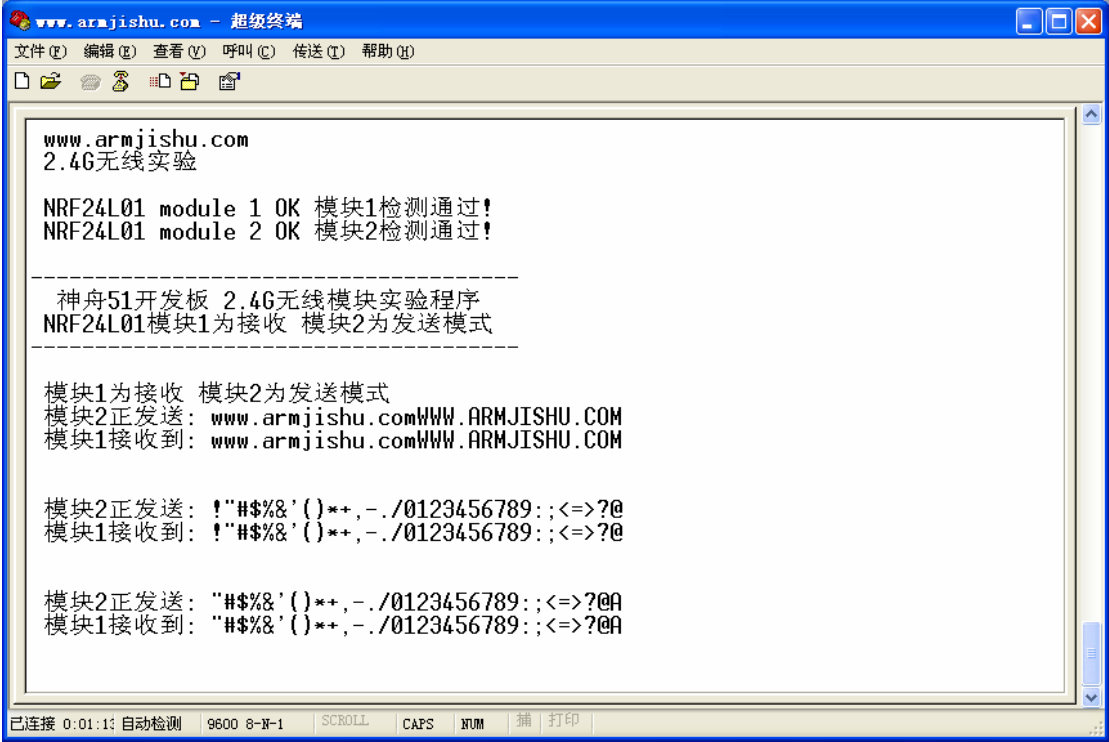 www.armjishu.com - 超级终端
文件(F) 编辑(E) 查看(V) 呼叫(C) 传送(T) 帮助(H)
www.armjishu.com
2.4G无线实验
NRF24L01 module 1 OK 模块1检测通过!
NRF24L01 module 2 OK 模块2检测通过!
--------------------------------------
神舟51开发板 2.4G无线模块实验程序
NRF24L01模块1为接收 模块2为发送模式
--------------------------------------
模块1为接收 模块2为发送模式
模块2正发送: www.armjishu.comWWW.ARMJISHU.COM
模块1接收到: www.armjishu.comWWW.ARMJISHU.COM
模块2正发送: !"#$%&'()*+,-./0123456789:;<=>?@
模块1接收到: !"#$%&'()*+,-./0123456789:;<=>?@
模块2正发送: "#$%&'()*+,-./0123456789:;<=>?@A
模块1接收到: "#$%&'()*+,-./0123456789:;<=>?@A
已连接 0:01:13 自动检测 9600 8-N-1 SCROLL CAPS NUM 捕 打印